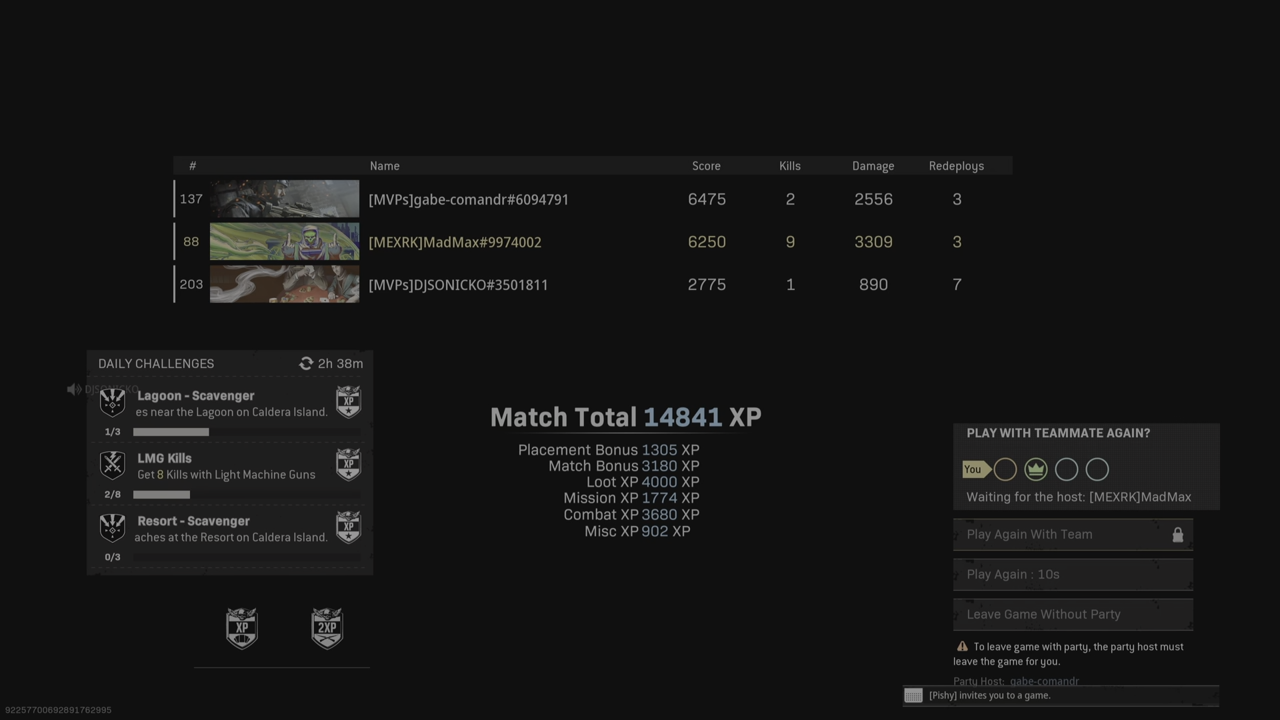 # Name Score Kills Damage Redeploys
137 [MVPs]gabe-comandr#6094791 6475 2 2556 3
88 [MEXRK]MadMax#9974002 6250 9 3309 3
203 [MVPs]DJSONICKO#3501811 2775 1 890 7
DAILY CHALLENGES 2h 38m
DJSONICKO
Lagoon - Scavenger
es near the Lagoon on Caldera Island.
XP
1/3
LMG Kills
Get 8 Kills with Light Machine Guns
XP
2/8
Resort - Scavenger
aches at the Resort on Caldera Island.
XP
0/3
XP 2XP
Match Total 14841 XP
Placement Bonus 1305 XP
Match Bonus 3180 XP
Loot XP 4000 XP
Mission XP 1774 XP
Combat XP 3680 XP
Misc XP 902 XP
PLAY WITH TEAMMATE AGAIN?
You
Waiting for the host: [MEXRK]MadMax
Play Again With Team
Play Again : 10s
Leave Game Without Party
To leave game with party, the party host must
leave the game for you.
Party Host: gabe-comandr
[Pishy] invites you to a game.
92257700692891762995